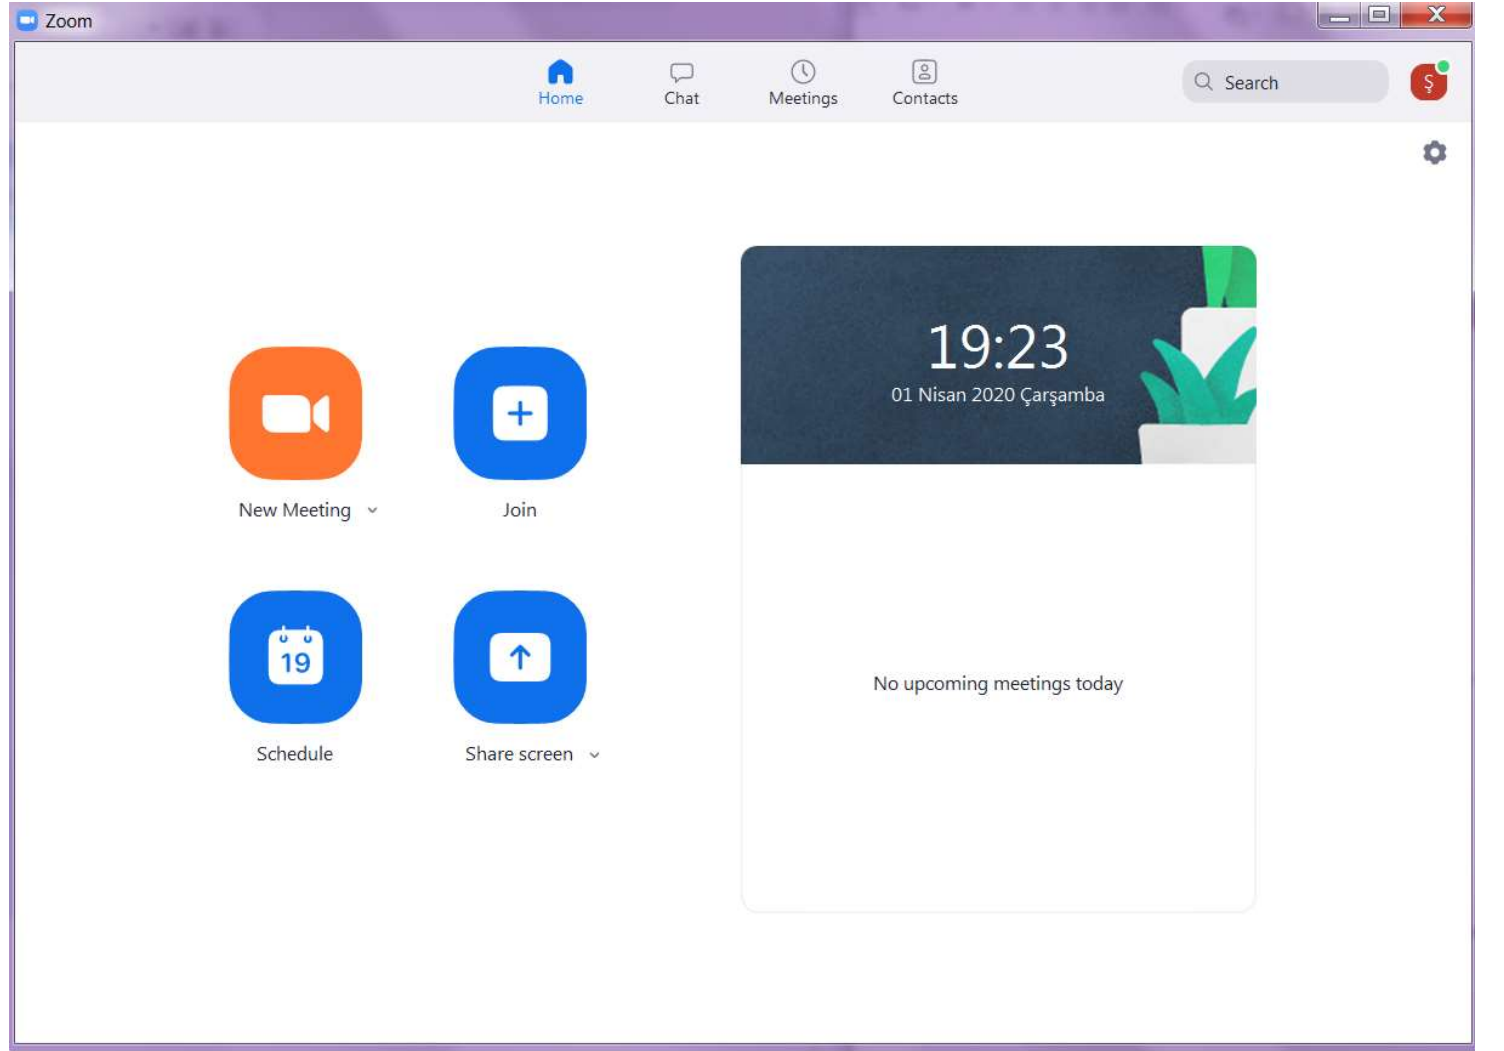 Zoom
Home
Chat
Meetings
Contacts
Search
Ş
19:23
01 Nisan 2020 Çarşamba
New Meeting
Join
19
Schedule
Share screen
No upcoming meetings today